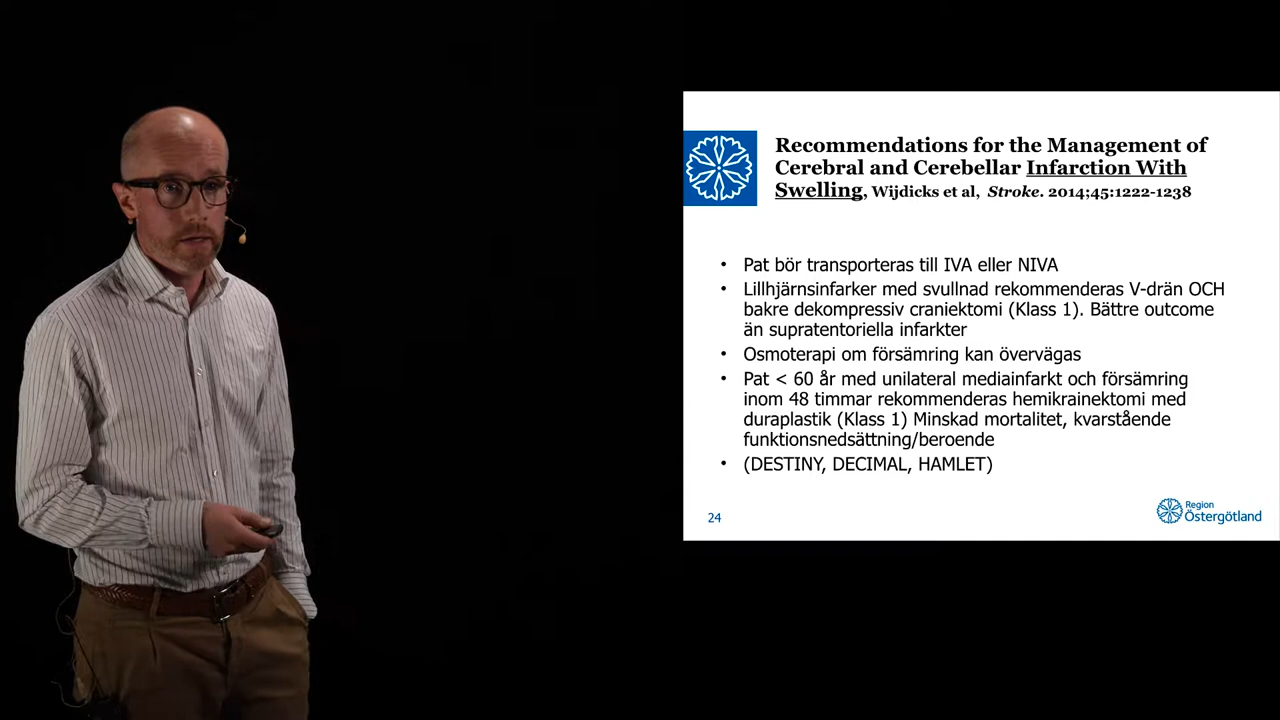 Recommendations for the Management of
Cerebral and Cerebellar Infarction With
Swelling, Wijdicks et al, Stroke. 2014;45:1222-1238
• Pat bör transporteras till IVA eller NIVA
• Lillhjärnsinfarker med svullnad rekommenderas V-drän OCH
bakre dekompressiv craniektomi (Klass 1). Bättre outcome
än supratentoriella infarkter
• Osmoterapi om försämring kan övervägas
• Pat < 60 år med unilateral mediainfarkt och försämring
inom 48 timmar rekommenderas hemikrainektomi med
duraplastik (Klass 1) Minskad mortalitet, kvarstående
funktionsnedsättning/beroende
• (DESTINY, DECIMAL, HAMLET)
24
Region
Östergötland